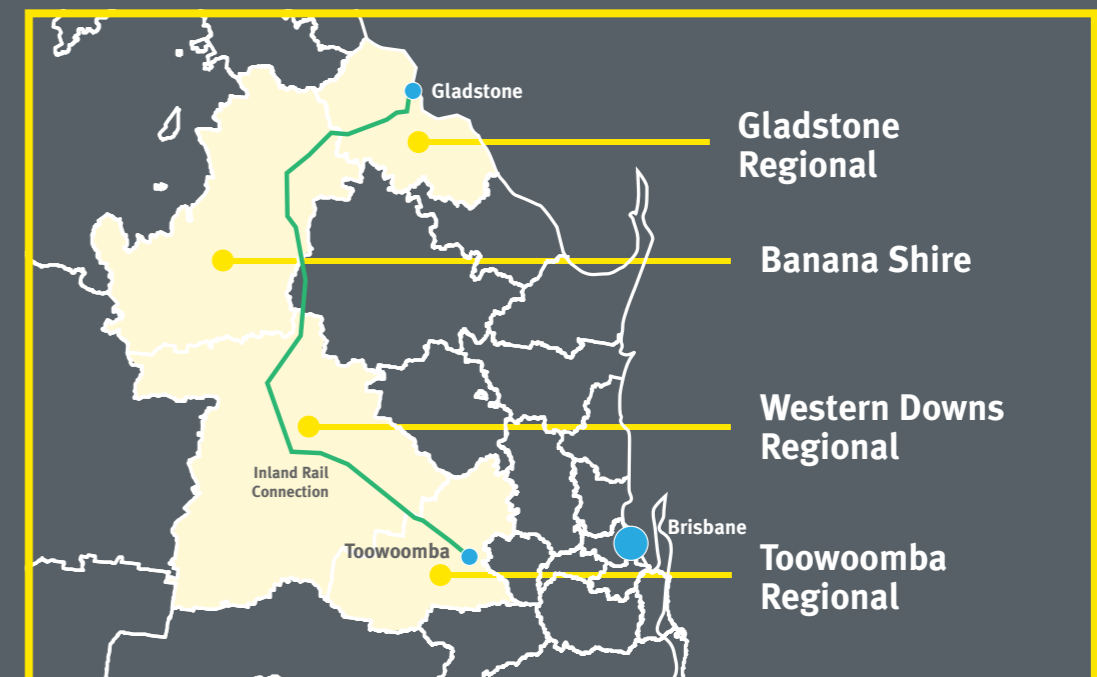 Gladstone
Gladstone
Regional
Banana Shire
Western Downs
Regional
Inland Rail
Connection
Brisbane
Toowoomba
Toowoomba
Regional